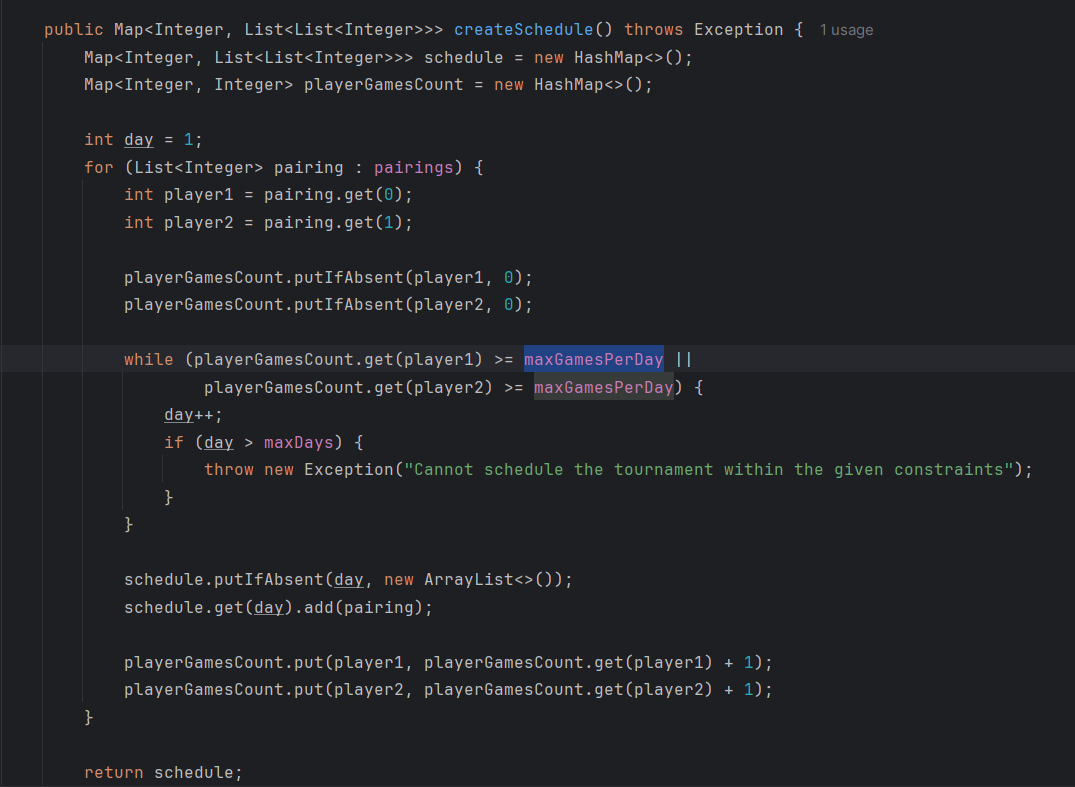 public Map<Integer, List<List<Integer>>> createSchedule() throws Exception {  1 usage
    Map<Integer, List<List<Integer>>> schedule = new HashMap<>();
    Map<Integer, Integer> playerGamesCount = new HashMap<>();

    int day = 1;
    for (List<Integer> pairing : pairings) {
        int player1 = pairing.get(0);
        int player2 = pairing.get(1);

        playerGamesCount.putIfAbsent(player1, 0);
        playerGamesCount.putIfAbsent(player2, 0);

        while (playerGamesCount.get(player1) >= maxGamesPerDay ||
                playerGamesCount.get(player2) >= maxGamesPerDay) {
            day++;
            if (day > maxDays) {
                throw new Exception("Cannot schedule the tournament within the given constraints");
            }
        }

        schedule.putIfAbsent(day, new ArrayList<>());
        schedule.get(day).add(pairing);

        playerGamesCount.put(player1, playerGamesCount.get(player1) + 1);
        playerGamesCount.put(player2, playerGamesCount.get(player2) + 1);
    }

    return schedule;